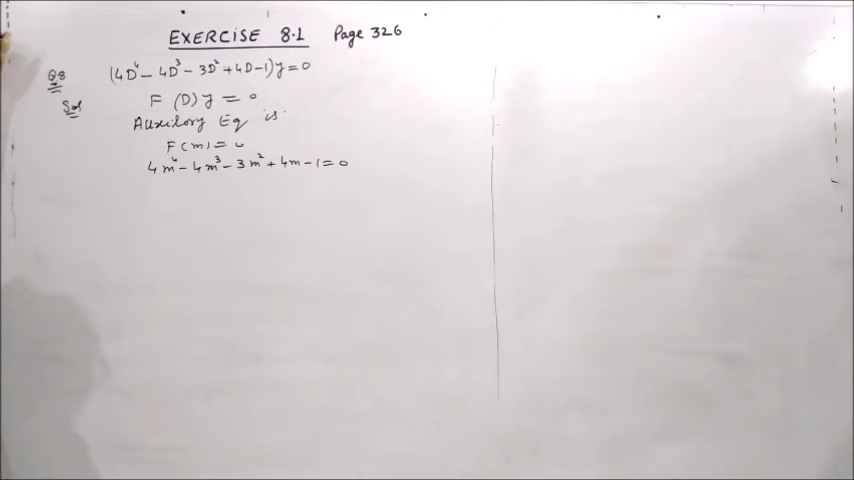 EXERCISE 8.1 Page 326
Q8 (4D⁴ - 4D³ - 3D² + 4D - 1)y = 0
Sol F (D) y = 0
Auxilory Eq is
F(m) = 0
4m⁴ - 4m³ - 3m² + 4m - 1 = 0